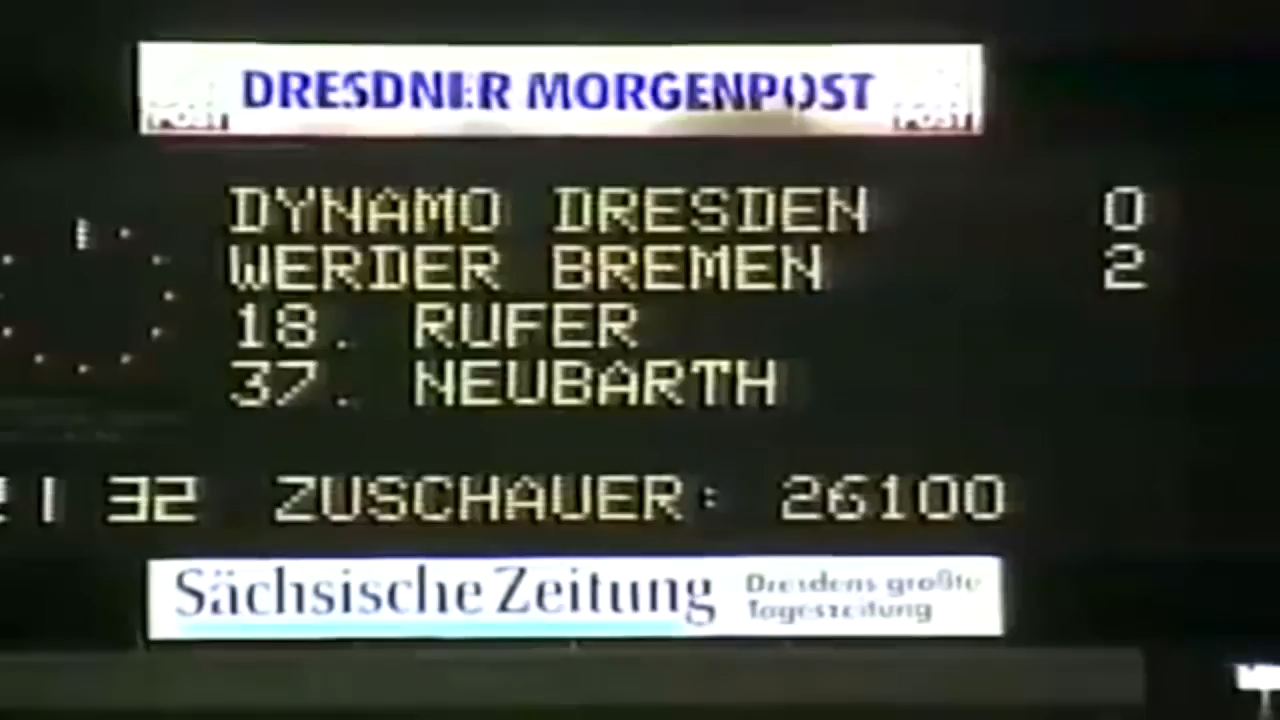 DRESDNER MORGENPOST
POST
POST
DYNAMO DRESDEN 0
WERDER BREMEN 2
18. RUFER
37. NEUBARTH
21 32 ZUSCHAUER: 26100
Sächsische Zeitung
Dresdens größte
Tageszeitung